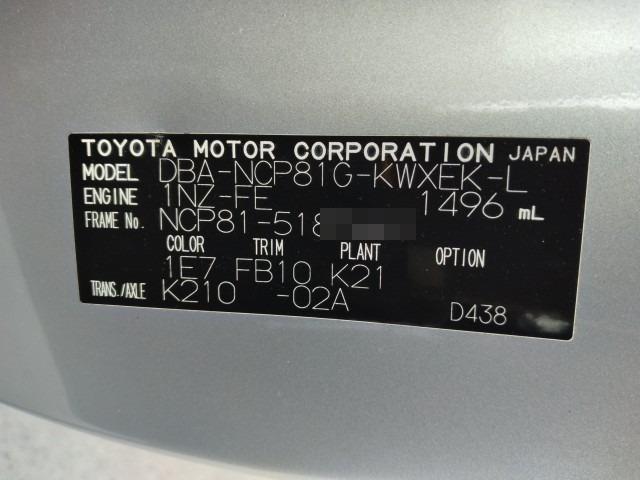 TOYOTA MOTOR CORPORATION JAPAN
MODEL DBA-NCP81G-KWXEK-L
ENGINE 1NZ-FE 1496 mL
FRAME No. NCP81-518
COLOR TRIM PLANT OPTION
1E7 FB10 K21
TRANS./AXLE K210 -02A
D438